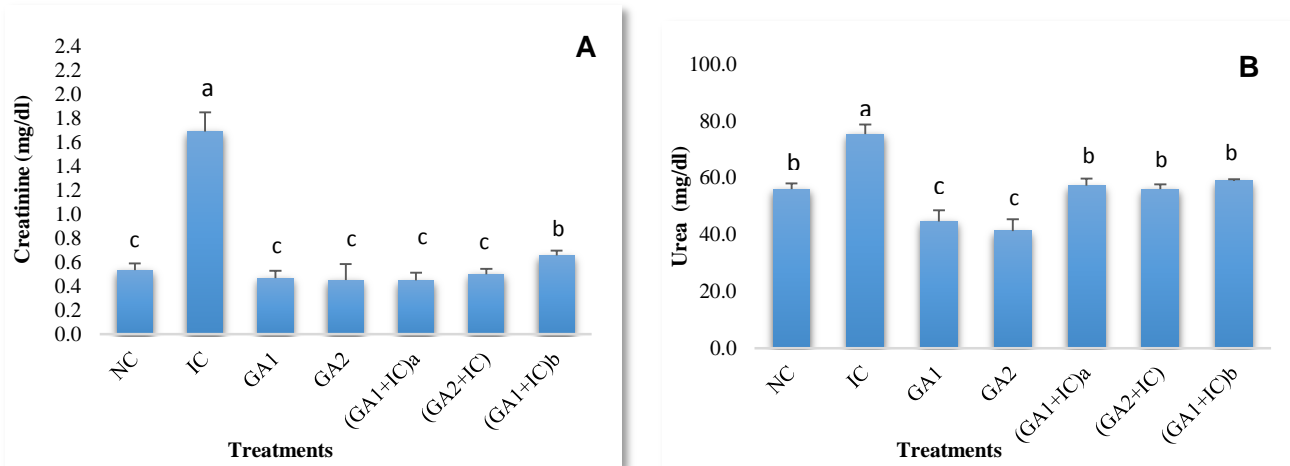 A
Creatinine (mg/dl)
2.4
2.2
2.0
1.8
1.6
1.4
1.2
1.0
0.8
0.6
0.4
0.2
0.0
c
a
c
c
c
c
b
NC
IC
GA1
GA2
(GA1+IC)a
(GA2+IC)
(GA1+IC)b
Treatments
B
Urea (mg/dl)
100.0
80.0
60.0
40.0
20.0
0.0
b
a
c
c
b
b
b
NC
IC
GA1
GA2
(GA1+IC)a
(GA2+IC)
(GA1+IC)b
Treatments